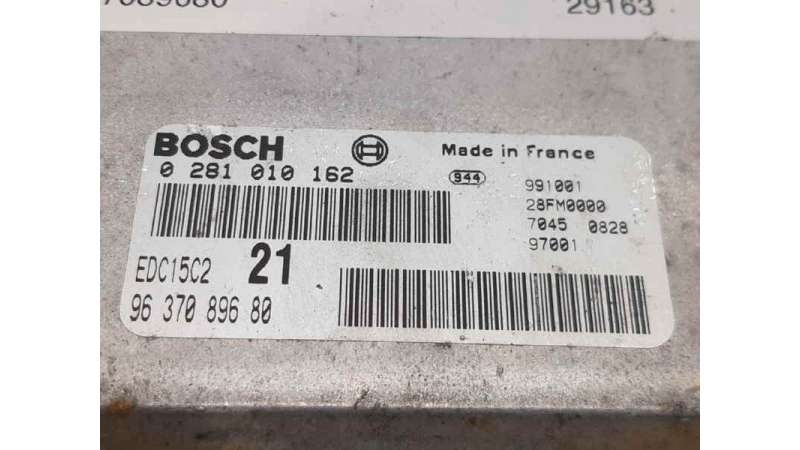 29163
BOSCH
Made in France
0 281 010 162
944
991001
28FM0000
7045 0828
97001
EDC15C2
21
96 370 896 80